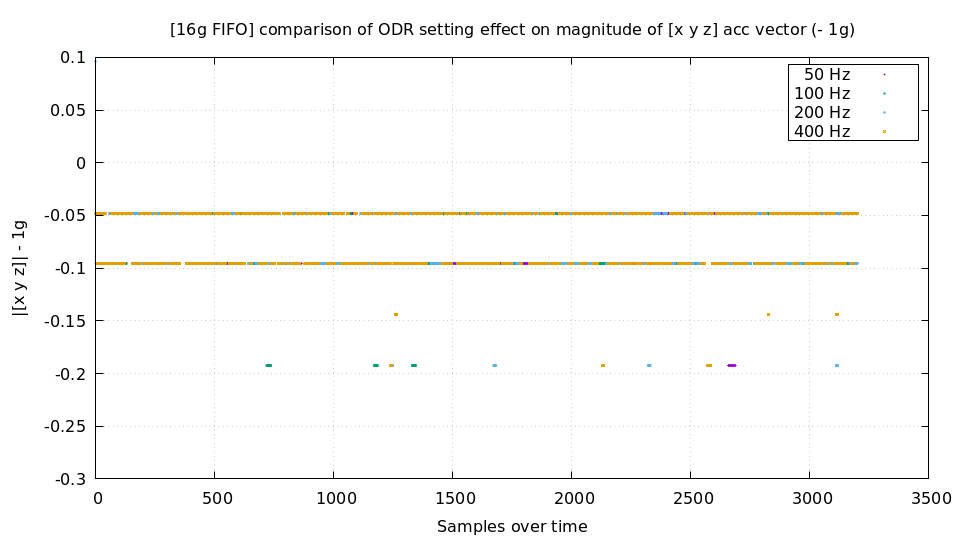 [16g FIFO] comparison of ODR setting effect on magnitude of [x y z] acc vector (- 1g)
0.1
50 Hz
100 Hz
200 Hz
400 Hz
0.05
0
-0.05
-0.1
-0.15
-0.2
-0.25
-0.3
|[x y z]| - 1g
0 500 1000 1500 2000 2500 3000 3500
Samples over time